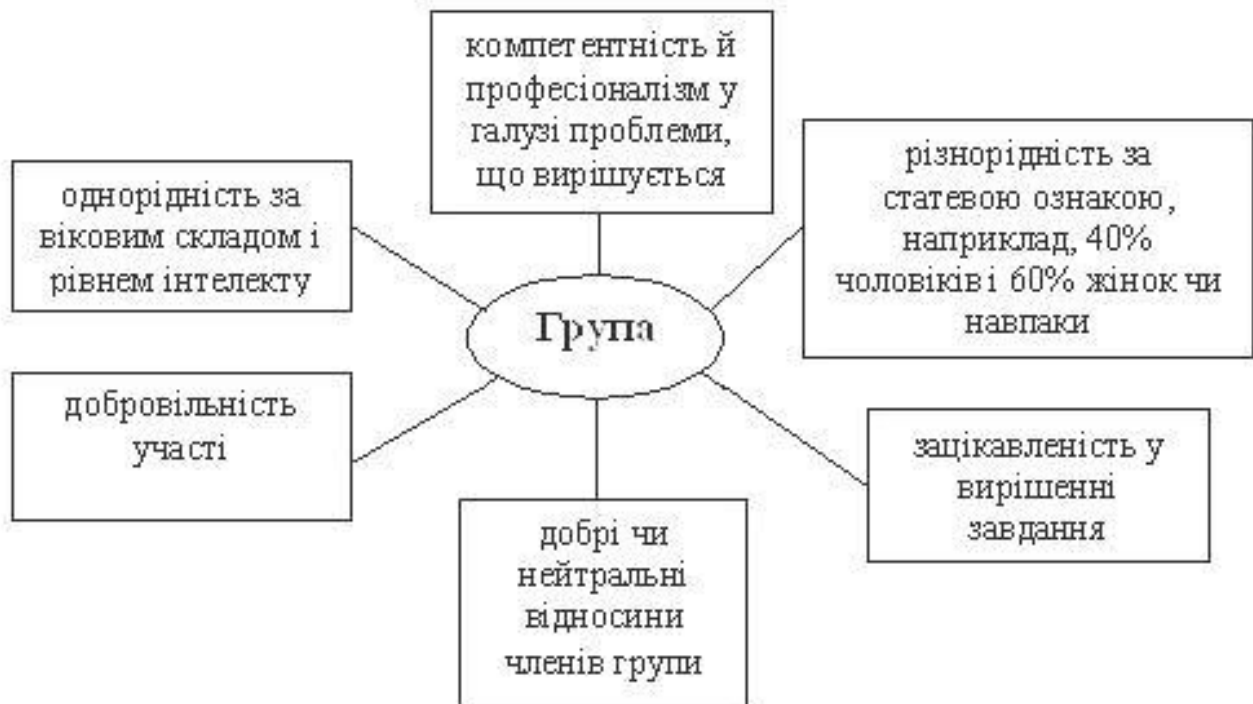 компетентність й
професіоналізм у
галузі проблеми,
що вирішується
однорідність за
віковим складом і
рівнем інтелекту
різнорідність за
статевою ознакою,
наприклад, 40%
чоловіків і 60% жінок чи
навпаки
Група
добровільність
участі
зацікавленість у
вирішенні
завдання
добрі чи
нейтральні
відносини
членів групи